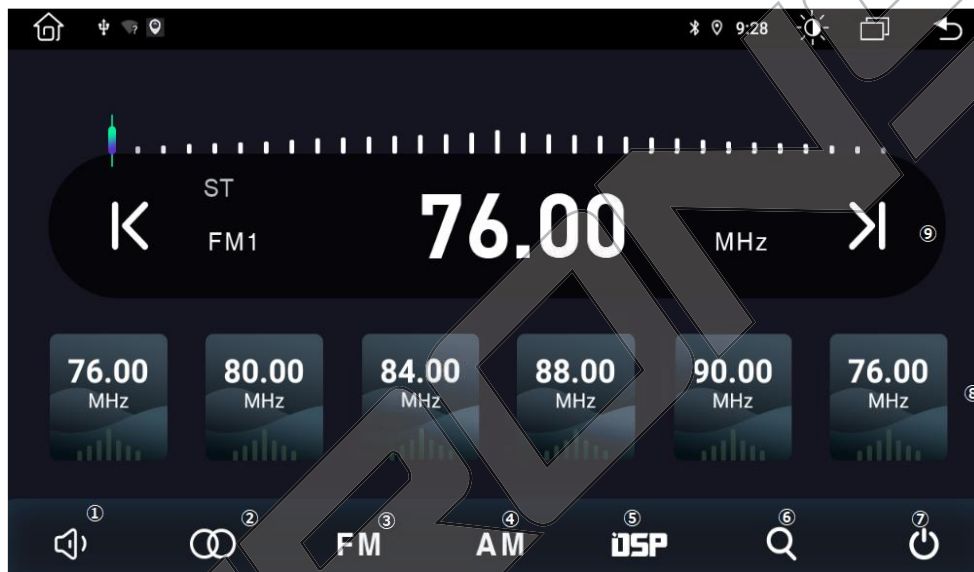 9:28
ST
FM1 76.00 MHz ⑨
76.00 80.00 84.00 88.00 90.00 76.00
MHz MHz MHz MHz MHz MHz ⑧
① ② ③ ④ ⑤ ⑥ ⑦
FM AM DSP